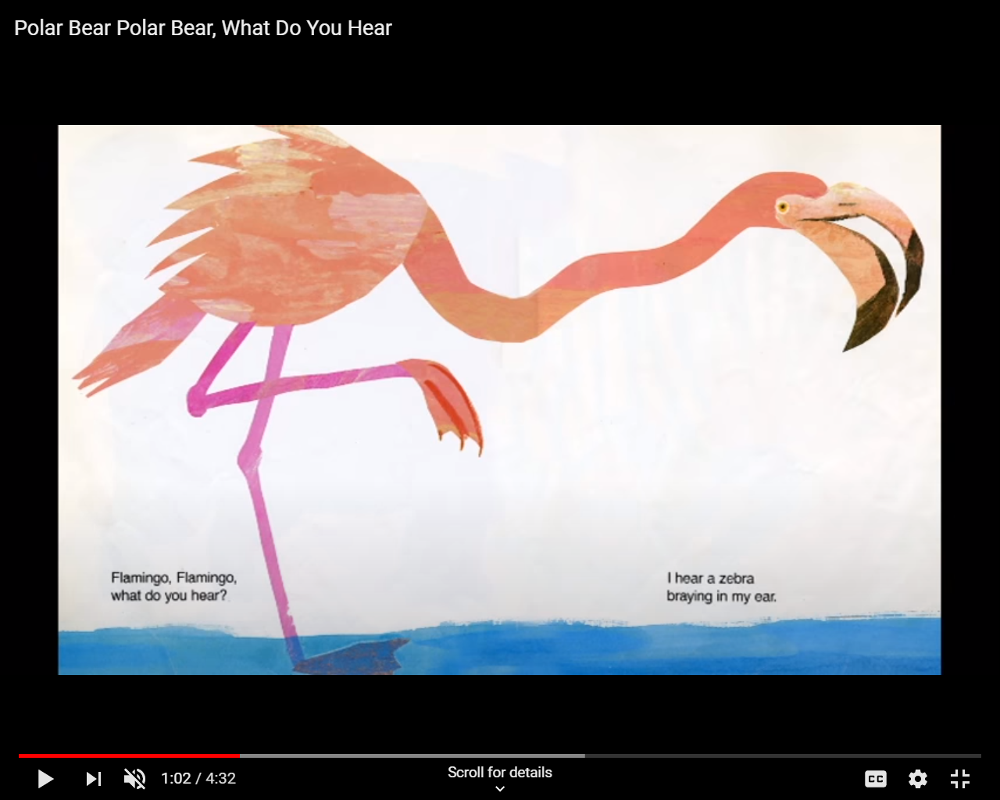 Polar Bear Polar Bear, What Do You Hear
Flamingo, Flamingo,
what do you hear?
I hear a zebra
braying in my ear.
Scroll for details
1:02 / 4:32
CC